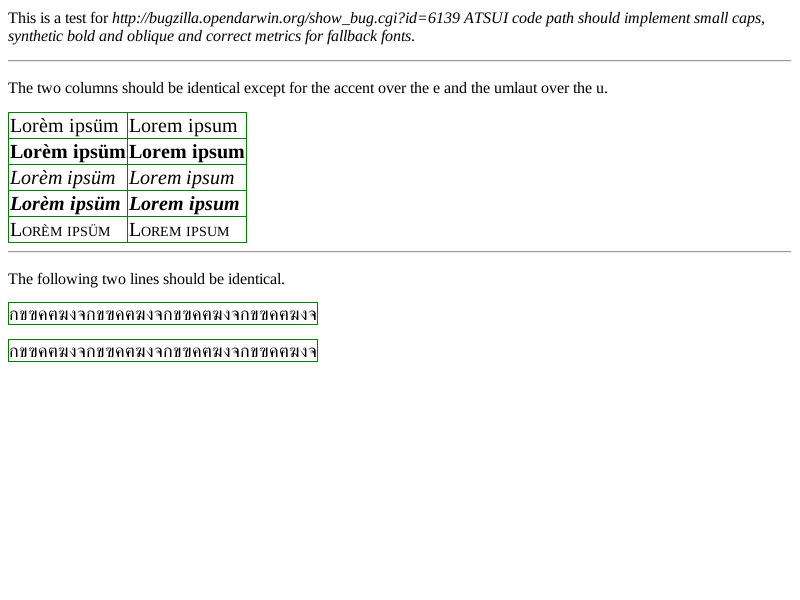 This is a test for http://bugzilla.opendarwin.org/show_bug.cgi?id=6139 ATSUI code path should implement small caps,
synthetic bold and oblique and correct metrics for fallback fonts.
The two columns should be identical except for the accent over the e and the umlaut over the u.
Lorèm ipsüm Lorem ipsum
Lorèm ipsüm Lorem ipsum
Lorèm ipsüm Lorem ipsum
Lorèm ipsüm Lorem ipsum
Lorèm ipsüm Lorem ipsum
The following two lines should be identical.
กขฃคฅฆงจกขฃคฅฆงจกขฃคฅฆงจกขฃคฅฆงจ
กขฃคฅฆงจกขฃคฅฆงจกขฃคฅฆงจกขฃคฅฆงจ